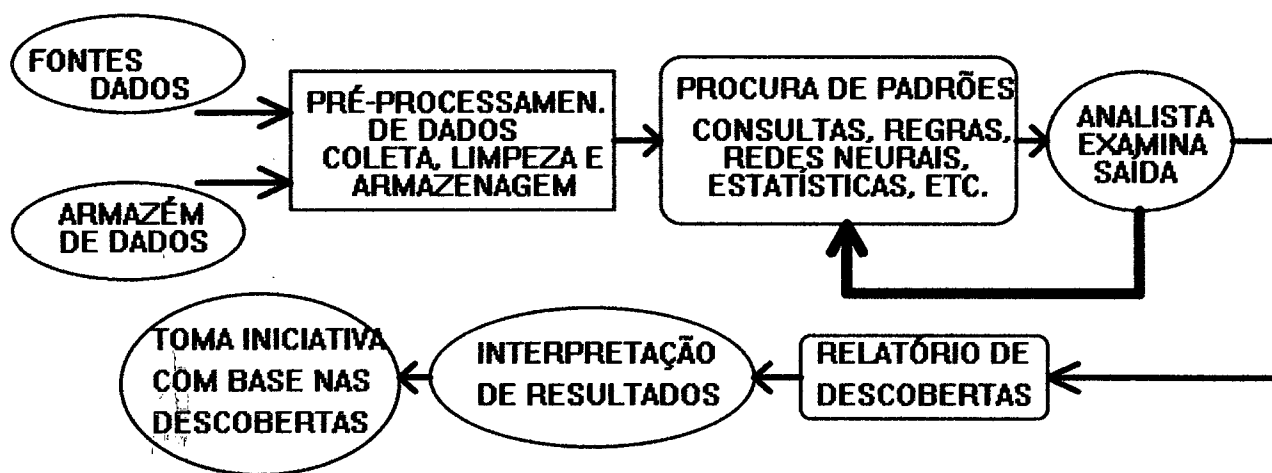 FONTES
DADOS
ARMAZÉM
DE DADOS
PRÉ-PROCESSAMEN.
DE DADOS
COLETA, LIMPEZA E
ARMAZENAGEM
PROCURA DE PADRÕES
CONSULTAS, REGRAS,
REDES NEURAIS,
ESTATÍSTICAS, ETC.
ANALISTA
EXAMINA
SAÍDA
RELATÓRIO DE
DESCOBERTAS
INTERPRETAÇÃO
DE RESULTADOS
TOMA INICIATIVA
COM BASE NAS
DESCOBERTAS